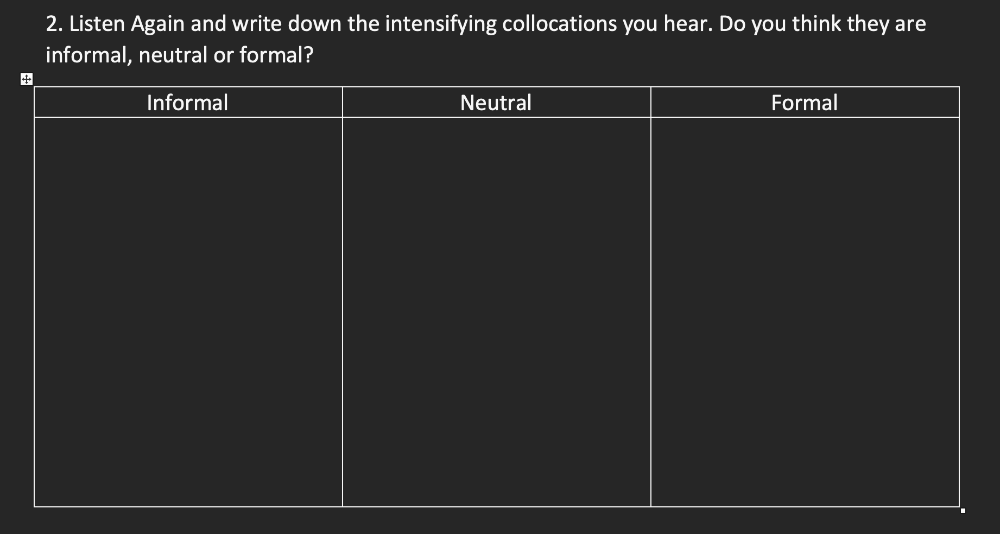 2. Listen Again and write down the intensifying collocations you hear. Do you think they are
informal, neutral or formal?
Informal
Neutral
Formal